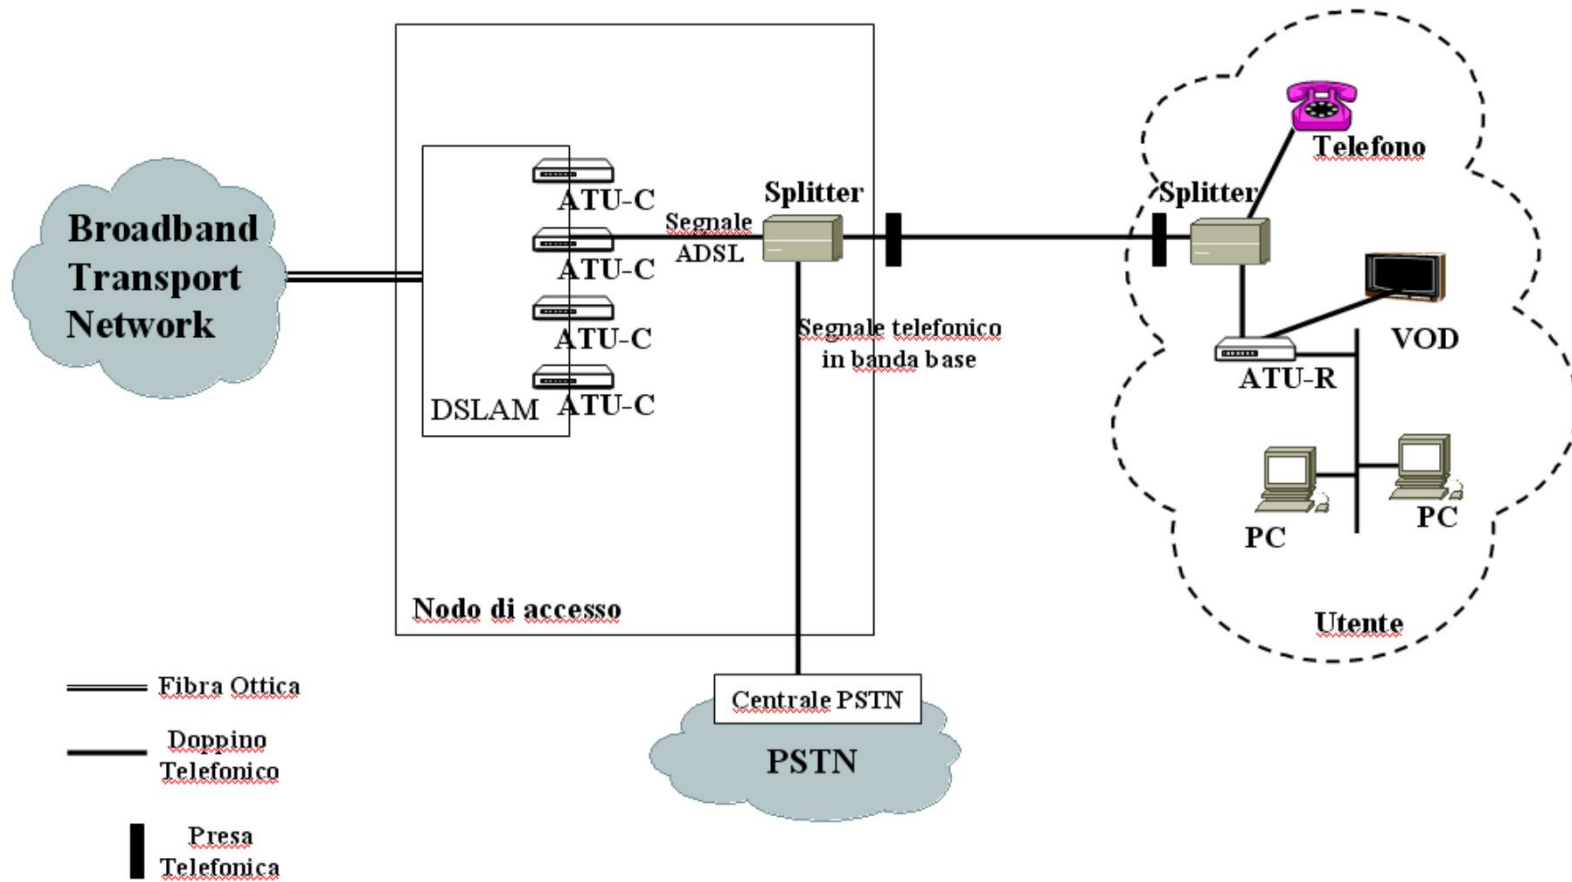 Broadband
Transport
Network
DSLAM
ATU-C
ATU-C
ATU-C
ATU-C
Segnale
ADSL
Splitter
Segnale telefonico
in banda base
Nodo di accesso
Splitter
Telefono
VOD
ATU-R
PC
PC
Utente
Centrale PSTN
PSTN
Fibra Ottica
Doppino
Telefonico
Presa
Telefonica